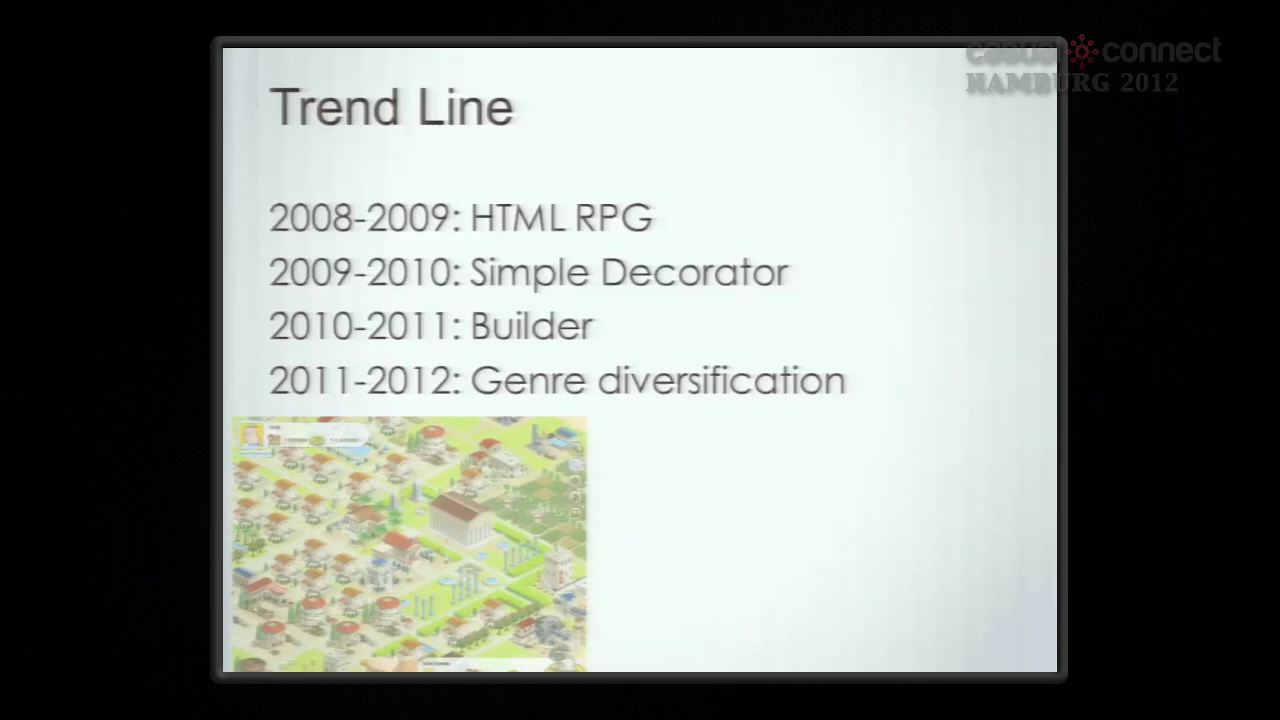 casual connect
HAMBURG 2012
Trend Line
2008-2009: HTML RPG
2009-2010: Simple Decorator
2010-2011: Builder
2011-2012: Genre diversification